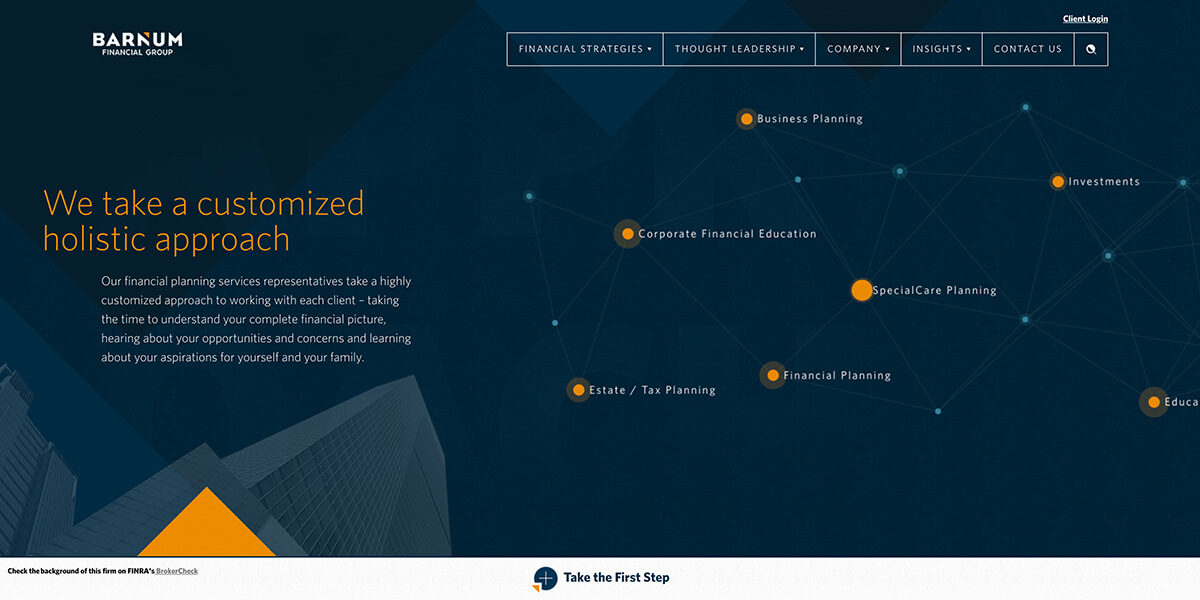 Client Login
BARNUM
FINANCIAL GROUP
FINANCIAL STRATEGIES
THOUGHT LEADERSHIP
COMPANY
INSIGHTS
CONTACT US
Business Planning
Investments
We take a customized
holistic approach
Corporate Financial Education
Our financial planning services representatives take a highly
customized approach to working with each client – taking
the time to understand your complete financial picture,
hearing about your opportunities and concerns and learning
about your aspirations for yourself and your family.
SpecialCare Planning
Financial Planning
Estate / Tax Planning
Educa
Check the background of this firm on FINRA's BrokerCheck
Take the First Step